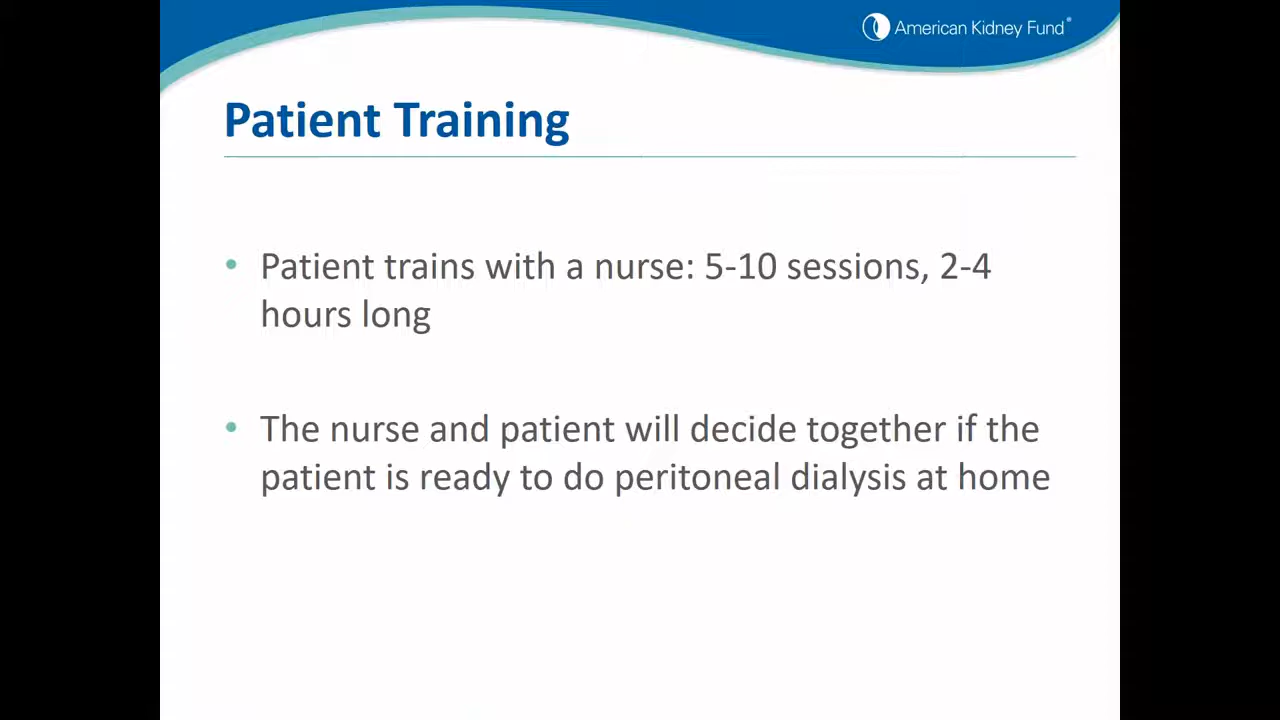 American Kidney Fund®
Patient Training
• Patient trains with a nurse: 5-10 sessions, 2-4
hours long
• The nurse and patient will decide together if the
patient is ready to do peritoneal dialysis at home